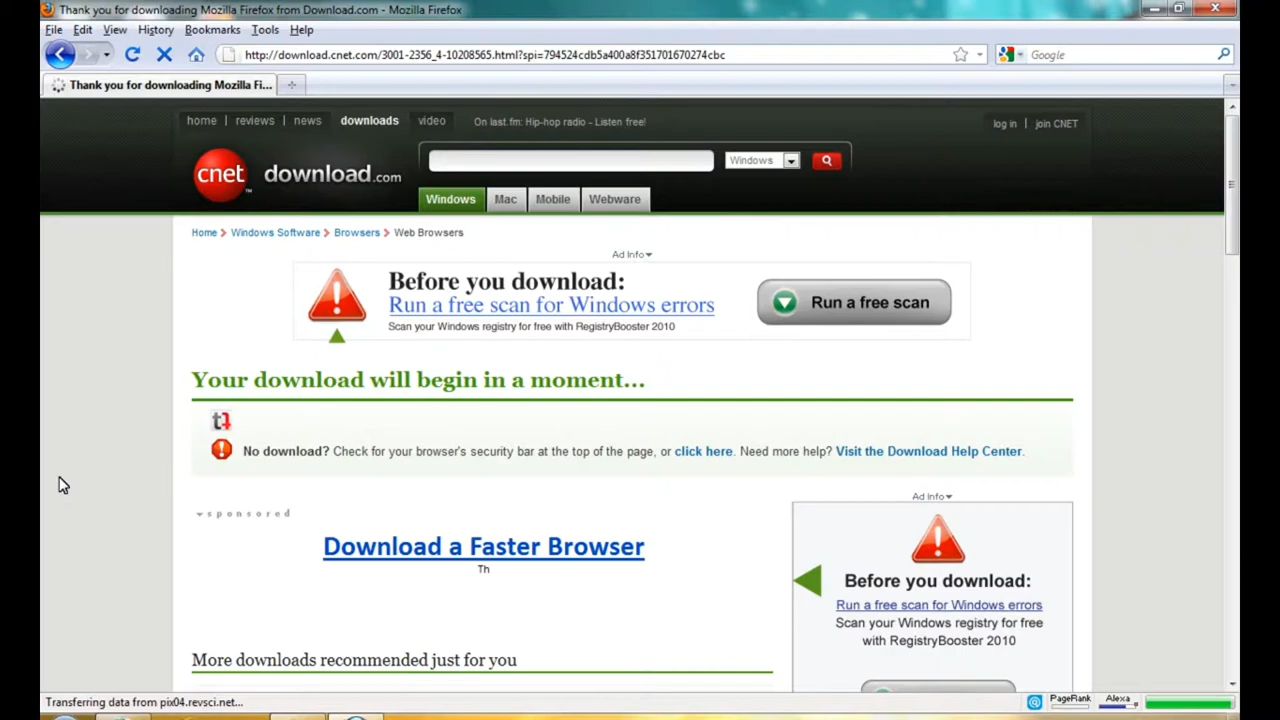 Thank you for downloading Mozilla Firefox from Download.com - Mozilla Firefox
File Edit View History Bookmarks Tools Help
http://download.cnet.com/3001-2356_4-10208565.html?spi=794524cdb5a400a8f351701670274cbc
Google
Thank you for downloading Mozilla Fi...
home | reviews | news downloads video On last.fm: Hip-hop radio - Listen free! log in | join CNET
cnet download.com
Windows
Windows Mac Mobile Webware
Home > Windows Software > Browsers > Web Browsers
Ad Info
Before you download:
Run a free scan for Windows errors
Scan your Windows registry for free with RegistryBooster 2010
Run a free scan
Your download will begin in a moment...
No download? Check for your browser's security bar at the top of the page, or click here. Need more help? Visit the Download Help Center.
sponsored
Download a Faster Browser
Th
Ad Info
Before you download:
Run a free scan for Windows errors
Scan your Windows registry for free
with RegistryBooster 2010
More downloads recommended just for you
Transferring data from pix04.revsci.net...
PageRank
Alexa